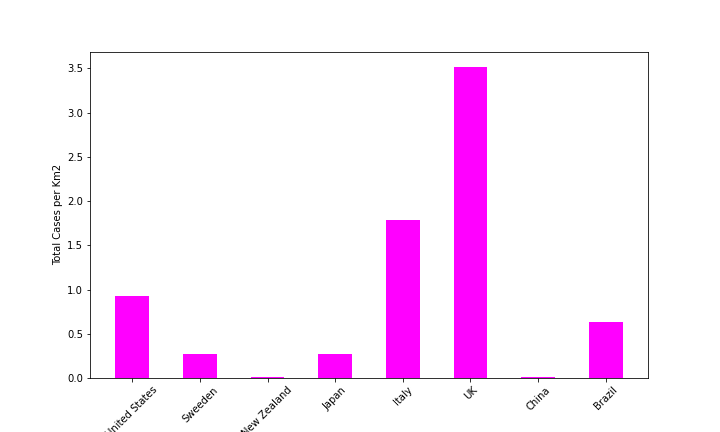 3.5
3.0
2.5
2.0
1.5
1.0
0.5
0.0
Total Cases per Km2
United States
Sweeden
New Zealand
Japan
Italy
UK
China
Brazil